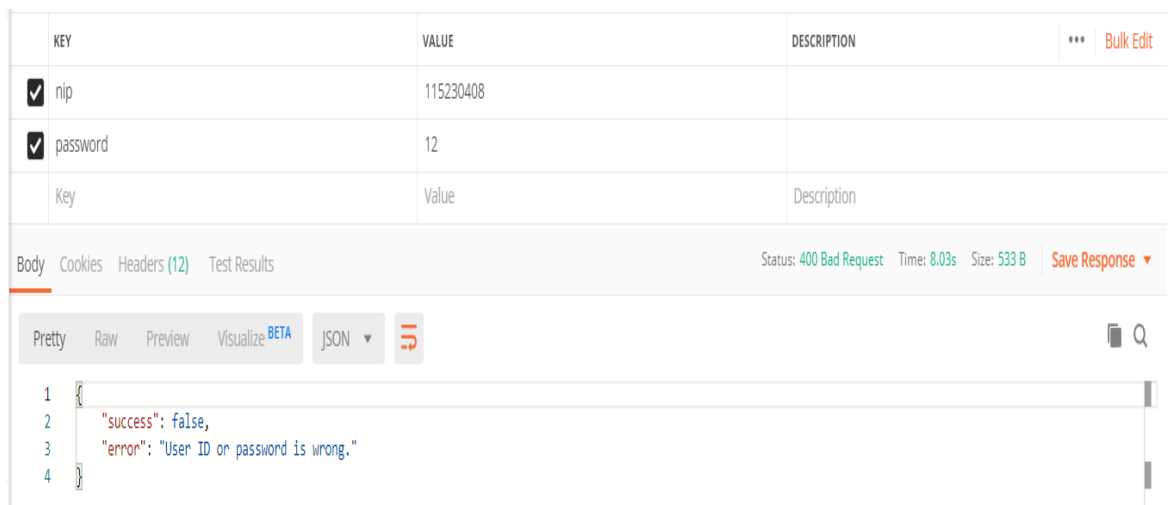 KEY VALUE DESCRIPTION ••• Bulk Edit
nip 115230408
password 12
Key Value Description
Body Cookies Headers (12) Test Results Status: 400 Bad Request Time: 8.03s Size: 533 B Save Response ▼
Pretty Raw Preview Visualize BETA JSON ▼
1 {
2 "success": false,
3 "error": "User ID or password is wrong."
4 }